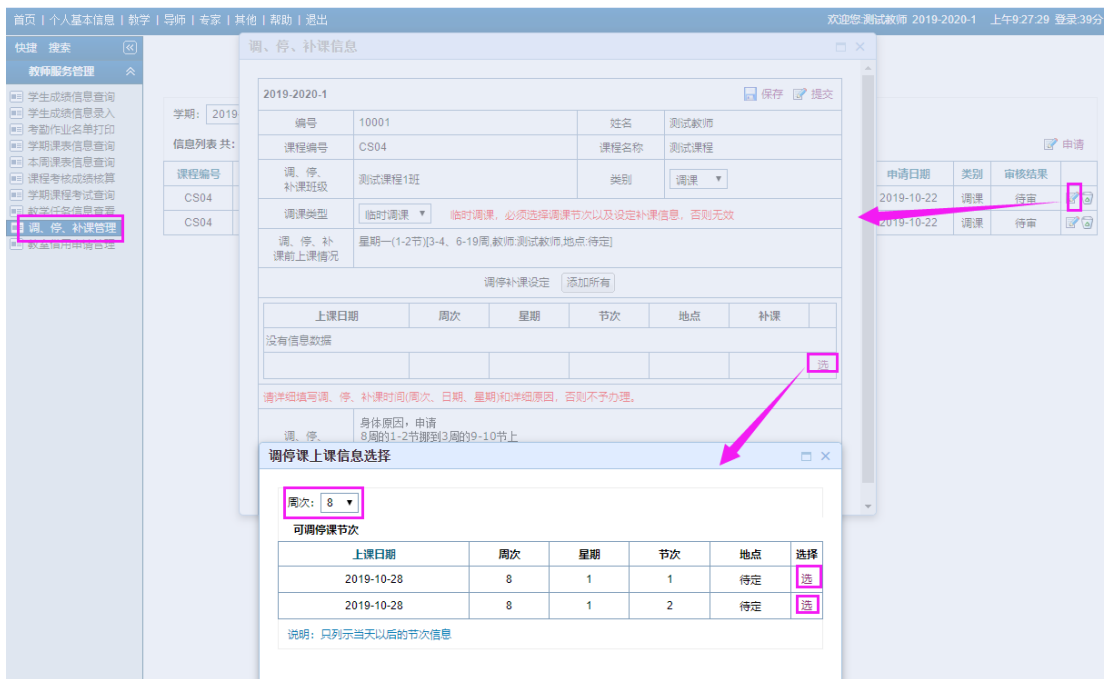 首页 | 个人基本信息 | 教学 | 导师 | 专家 | 其他 | 帮助 | 退出
欢迎您:测试教师 2019-2020-1 上午9:27:29 登录:39分
快捷 搜索
教师服务管理
学生成绩信息查询
学生成绩信息录入
考勤作业名单打印
学期课表信息查询
本周课表信息查询
课程考核成绩核算
学期课程考试查询
教学任务信息查看
调、停、补课管理
教室借用申请管理
学期: 2019
信息列表 共:
申请
课程编号
申请日期 类别 审核结果
CS04
2019-10-22 调课 待审
CS04
2019-10-22 调课 待审
调、停、补课信息
2019-2020-1
保存 提交
编号 10001 姓名 测试教师
课程编号 CS04 课程名称 测试课程
调、停、
补课班级
测试课程1班 类别 调课
调课类型 临时调课 临时调课，必须选择调课节次以及设定补课信息，否则无效
调、停、补
课前上课情况
星期一(1-2节)[3-4、6-19周,教师:测试教师,地点:待定]
调停补课设定 添加所有
上课日期 周次 星期 节次 地点 补课
没有信息数据
选
请详细填写调、停、补课时间(周次、日期、星期)和详细原因，否则不予办理。
调、停、
身体原因，申请
8周的1-2节挪到3周的9-10节上
调停课上课信息选择
周次: 8
可调停课节次
上课日期 周次 星期 节次 地点 选择
2019-10-28 8 1 1 待定 选
2019-10-28 8 1 2 待定 选
说明：只列示当天以后的节次信息